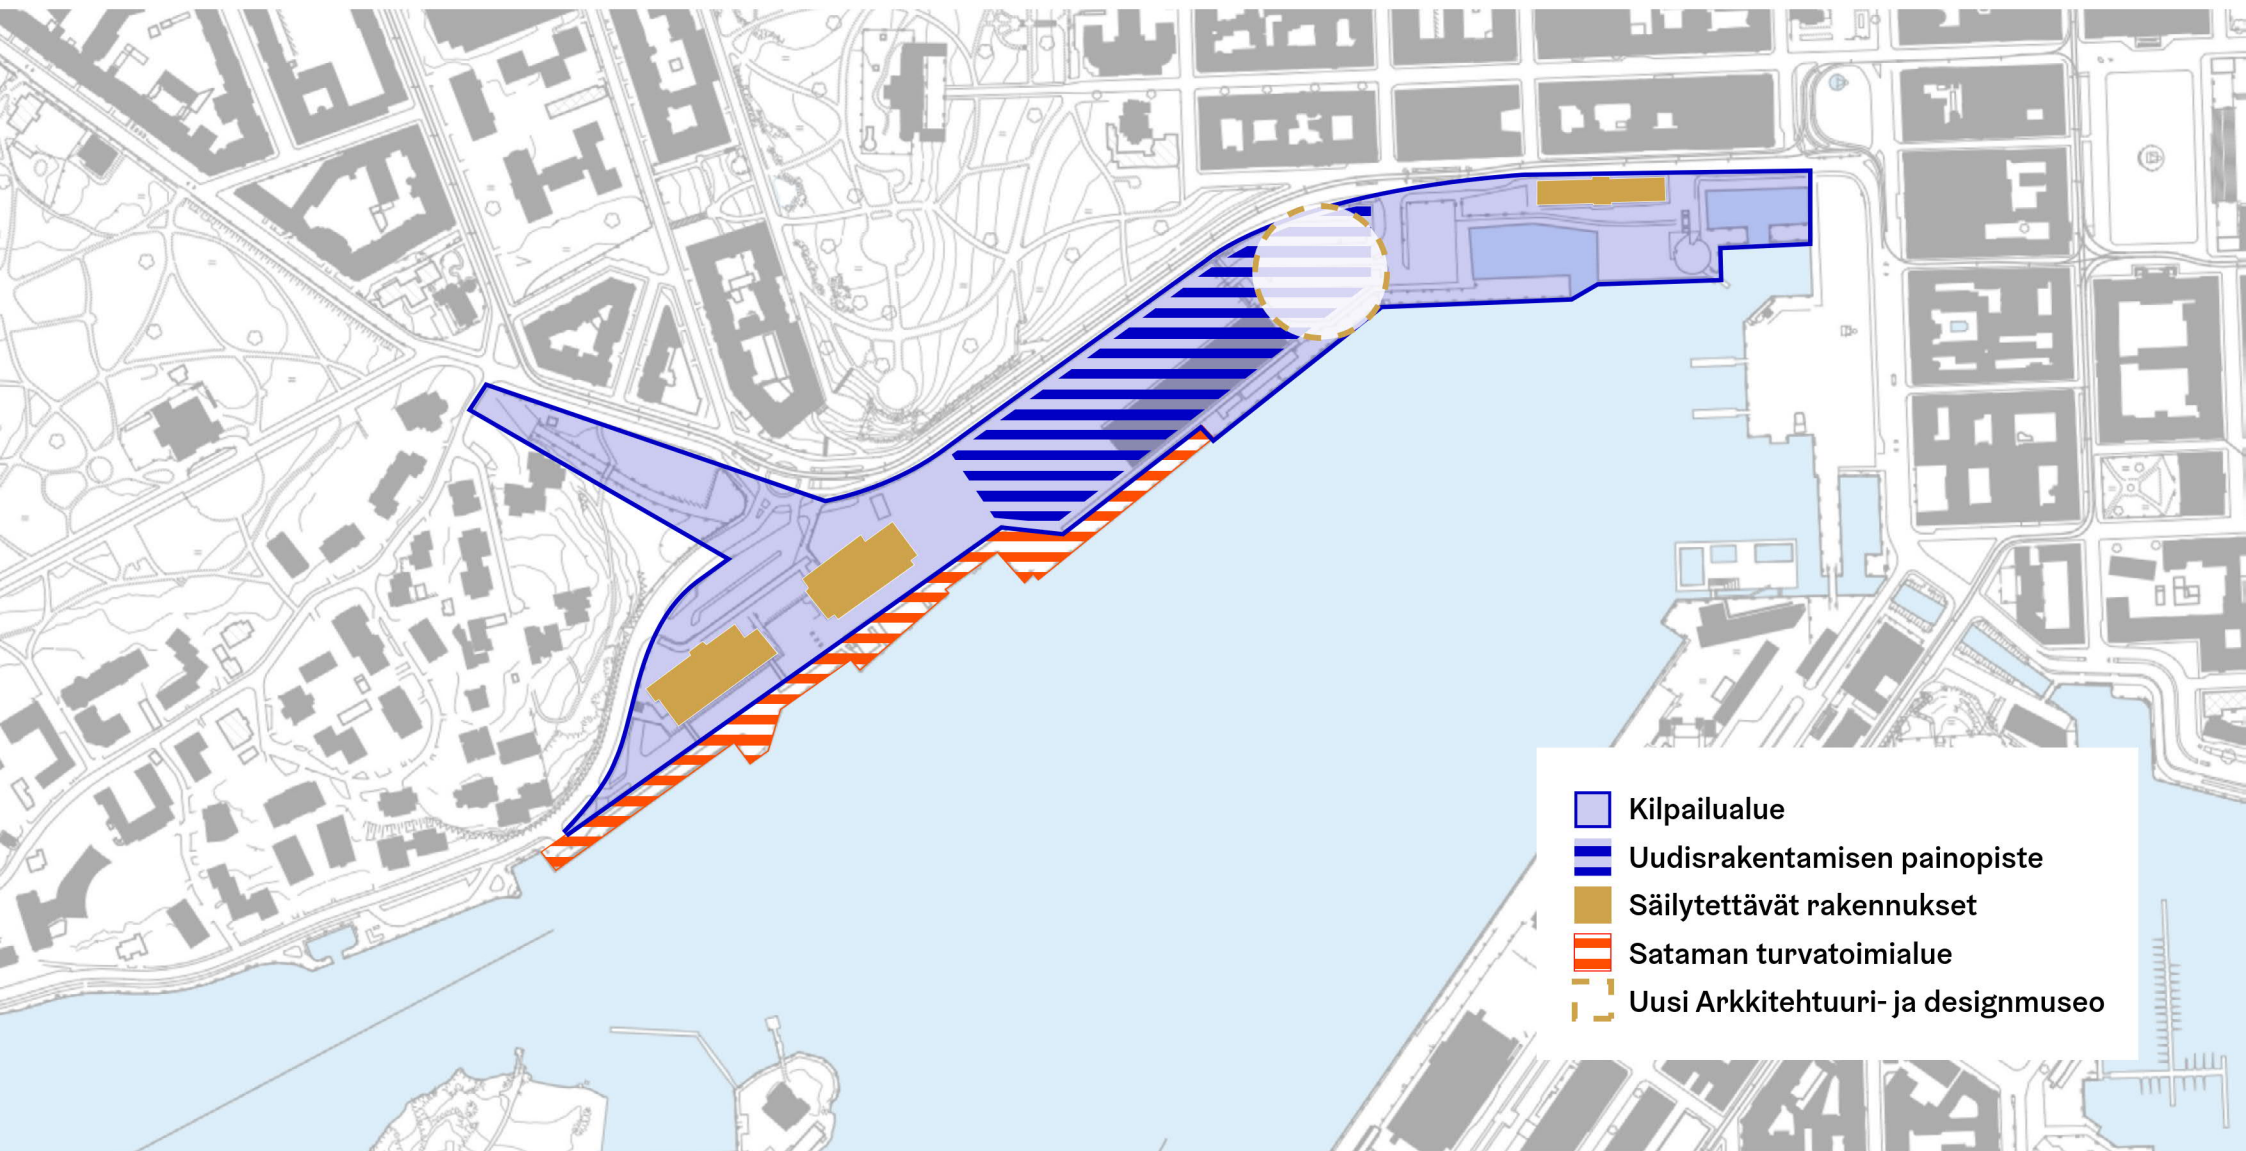 Kilpailualue
Uudisrakentamisen painopiste
Säilytettävät rakennukset
Sataman turvatoimialue
Uusi Arkkitehtuuri- ja designmuseo